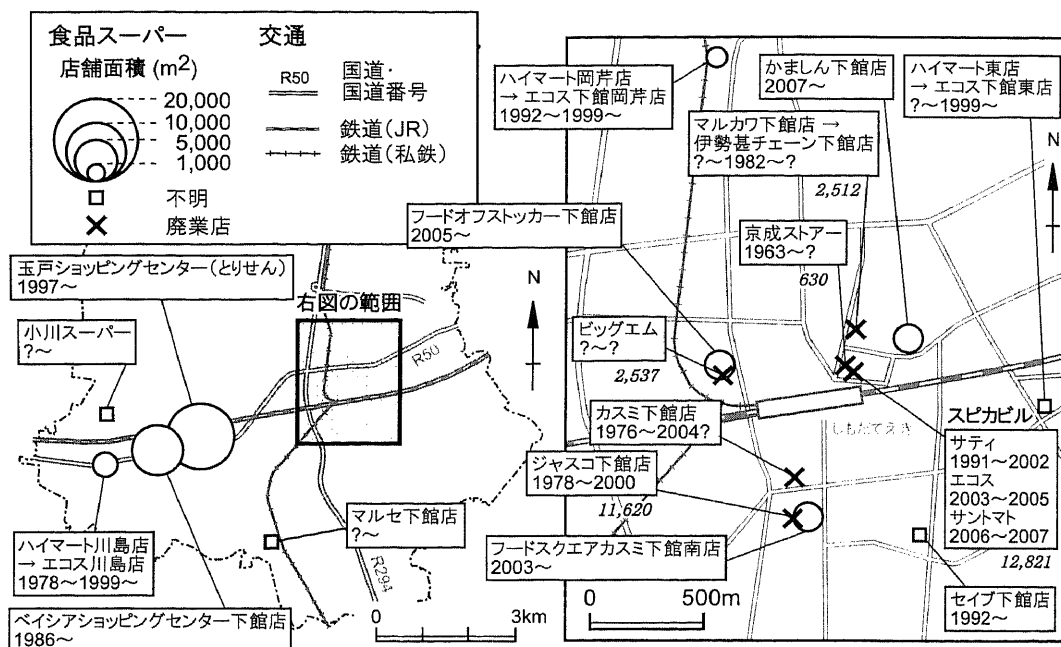 食品スーパー
店舗面積 (m²)
20,000
10,000
5,000
1,000
不明
廃業店
交通
R50
国道・
国道番号
鉄道(JR)
鉄道(私鉄)
玉戸ショッピングセンター(とりせん)
1997〜
小川スーパー
?〜
右図の範囲
N
R50
ハイマート川島店
→ エコス川島店
1978〜1999〜
マルセ下館店
?〜
R294
ベイシアショッピングセンター下館店
1986〜
0
3km
ハイマート岡芹店
→ エコス下館岡芹店
1992〜1999〜
かましん下館店
2007〜
ハイマート東店
→ エコス下館東店
?〜1999〜
マルカワ下館店 →
伊勢甚チェーン下館店
?〜1982〜?
2,512
N
フードオフストッカー下館店
2005〜
京成ストアー
1963〜?
630
ビッグエム
?〜?
2,537
カスミ下館店
1976〜2004?
しもだてえき
スピカビル
サティ
1991〜2002
エコス
2003〜2005
サントマト
2006〜2007
12,821
ジャスコ下館店
1978〜2000
11,620
フードスクエアカスミ下館南店
2003〜
セイブ下館店
1992〜
0
500m